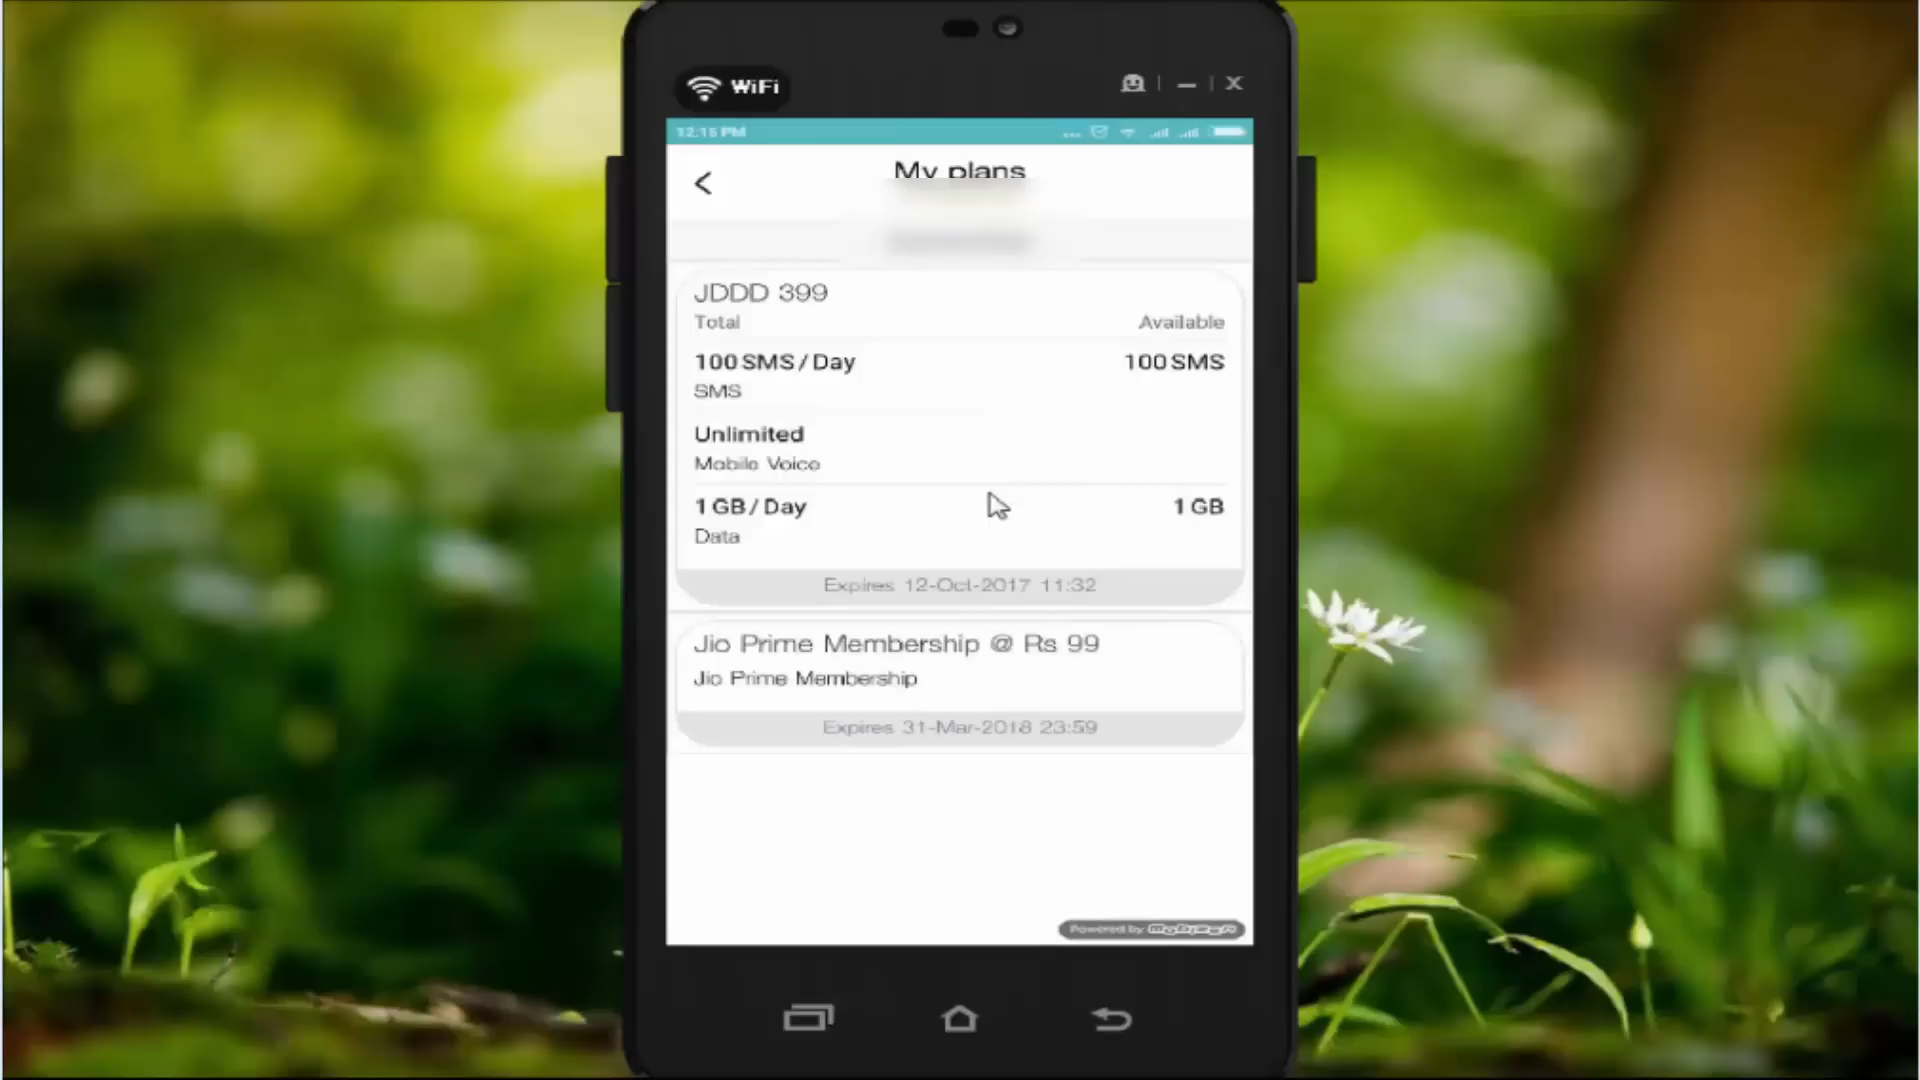 WiFi
12:15 PM
My plans
JDDD 399
Total Available
100 SMS / Day 100 SMS
SMS
Unlimited
Mobile Voice
1 GB / Day 1 GB
Data
Expires 12-Oct-2017 11:32
Jio Prime Membership @ Rs 99
Jio Prime Membership
Expires 31-Mar-2018 23:59
Powered by